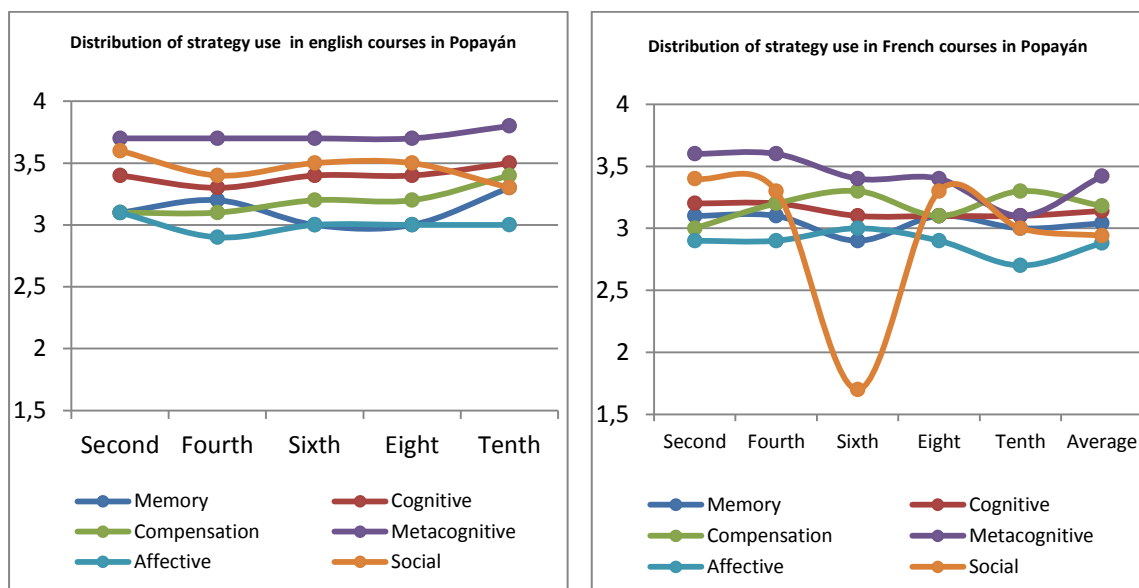 Distribution of strategy use in english courses in Popayán
4
3,5
3
2,5
2
1,5
Second Fourth Sixth Eight Tenth
Memory Cognitive
Compensation Metacognitive
Affective Social
Distribution of strategy use in French courses in Popayán
4
3,5
3
2,5
2
1,5
Second Fourth Sixth Eight Tenth Average
Memory Cognitive
Compensation Metacognitive
Affective Social